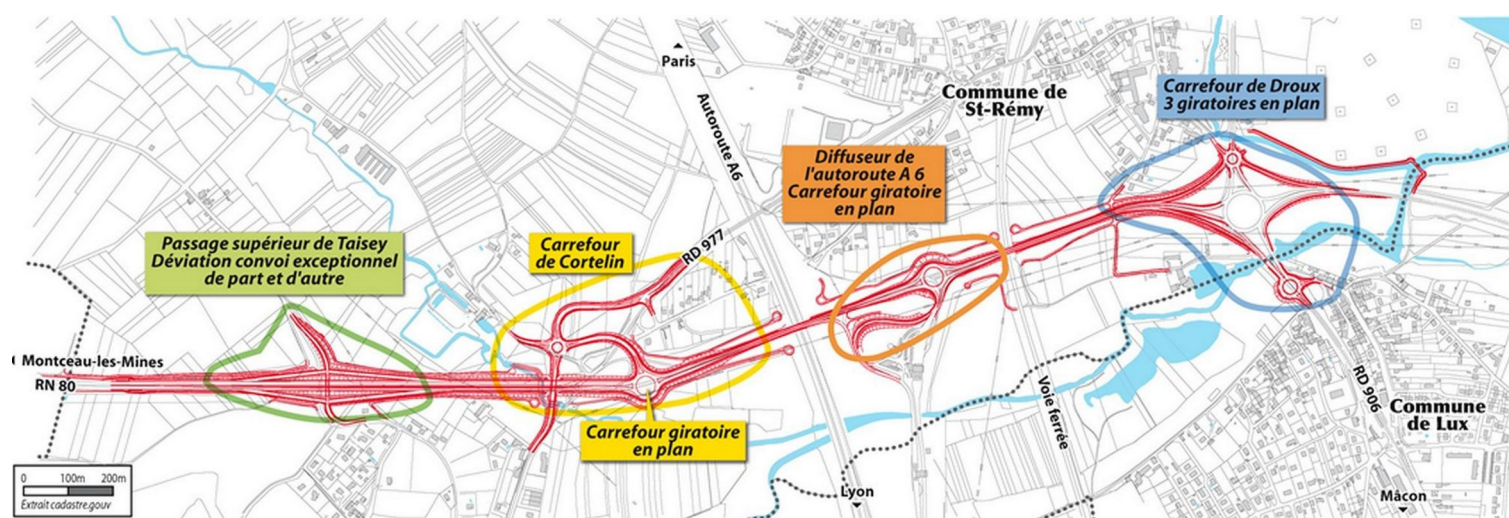 Paris
Autoroute A6
Commune de
St-Rémy
Carrefour de Droux
3 giratoires en plan
Diffuseur de
l'autoroute A 6
Carrefour giratoire
en plan
Passage supérieur de Taisey
Déviation convoi exceptionnel
de part et d'autre
Carrefour
de Cortelin
RD 977
Montceau-les-Mines
RN 80
Carrefour giratoire
en plan
Voie ferrée
RD 906
Commune
de Lux
0 100m 200m
Extrait cadastre.gouv
Lyon
Mâcon